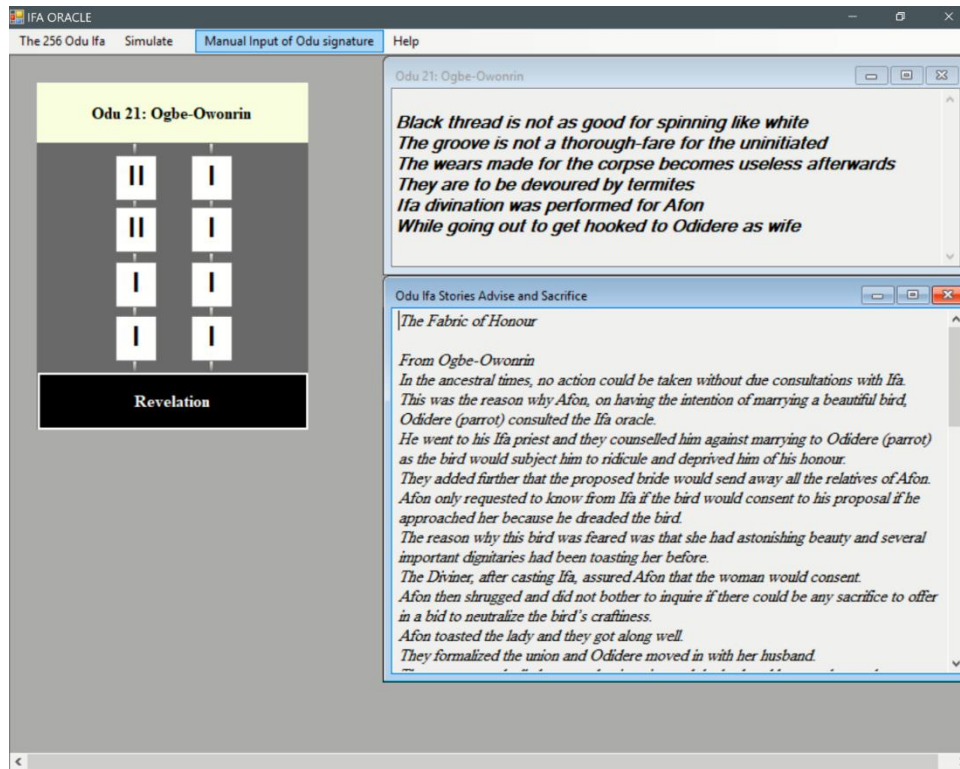 IFA ORACLE
The 256 Odu Ifa Simulate Manual Input of Odu signature Help
Odu 21: Ogbe-Owonrin
II I
II I
I I
I I
Revelation
Odu 21: Ogbe-Owonrin
Black thread is not as good for spinning like white
The groove is not a thorough-fare for the uninitiated
The wears made for the corpse becomes useless afterwards
They are to be devoured by termites
Ifa divination was performed for Afon
While going out to get hooked to Odidere as wife
Odu Ifa Stories Advise and Sacrifice
The Fabric of Honour
From Ogbe-Owonrin
In the ancestral times, no action could be taken without due consultations with Ifa.
This was the reason why Afon, on having the intention of marrying a beautiful bird,
Odidere (parrot) consulted the Ifa oracle.
He went to his Ifa priest and they counselled him against marrying to Odidere (parrot)
as the bird would subject him to ridicule and deprived him of his honour.
They added further that the proposed bride would send away all the relatives of Afon.
Afon only requested to know from Ifa if the bird would consent to his proposal if he
approached her because he dreaded the bird.
The reason why this bird was feared was that she had astonishing beauty and several
important dignitaries had been toasting her before.
The Diviner, after casting Ifa, assured Afon that the woman would consent.
Afon then shrugged and did not bother to inquire if there could be any sacrifice to offer
in a bid to neutralize the bird's craftiness.
Afon toasted the lady and they got along well.
They formalized the union and Odidere moved in with her husband.